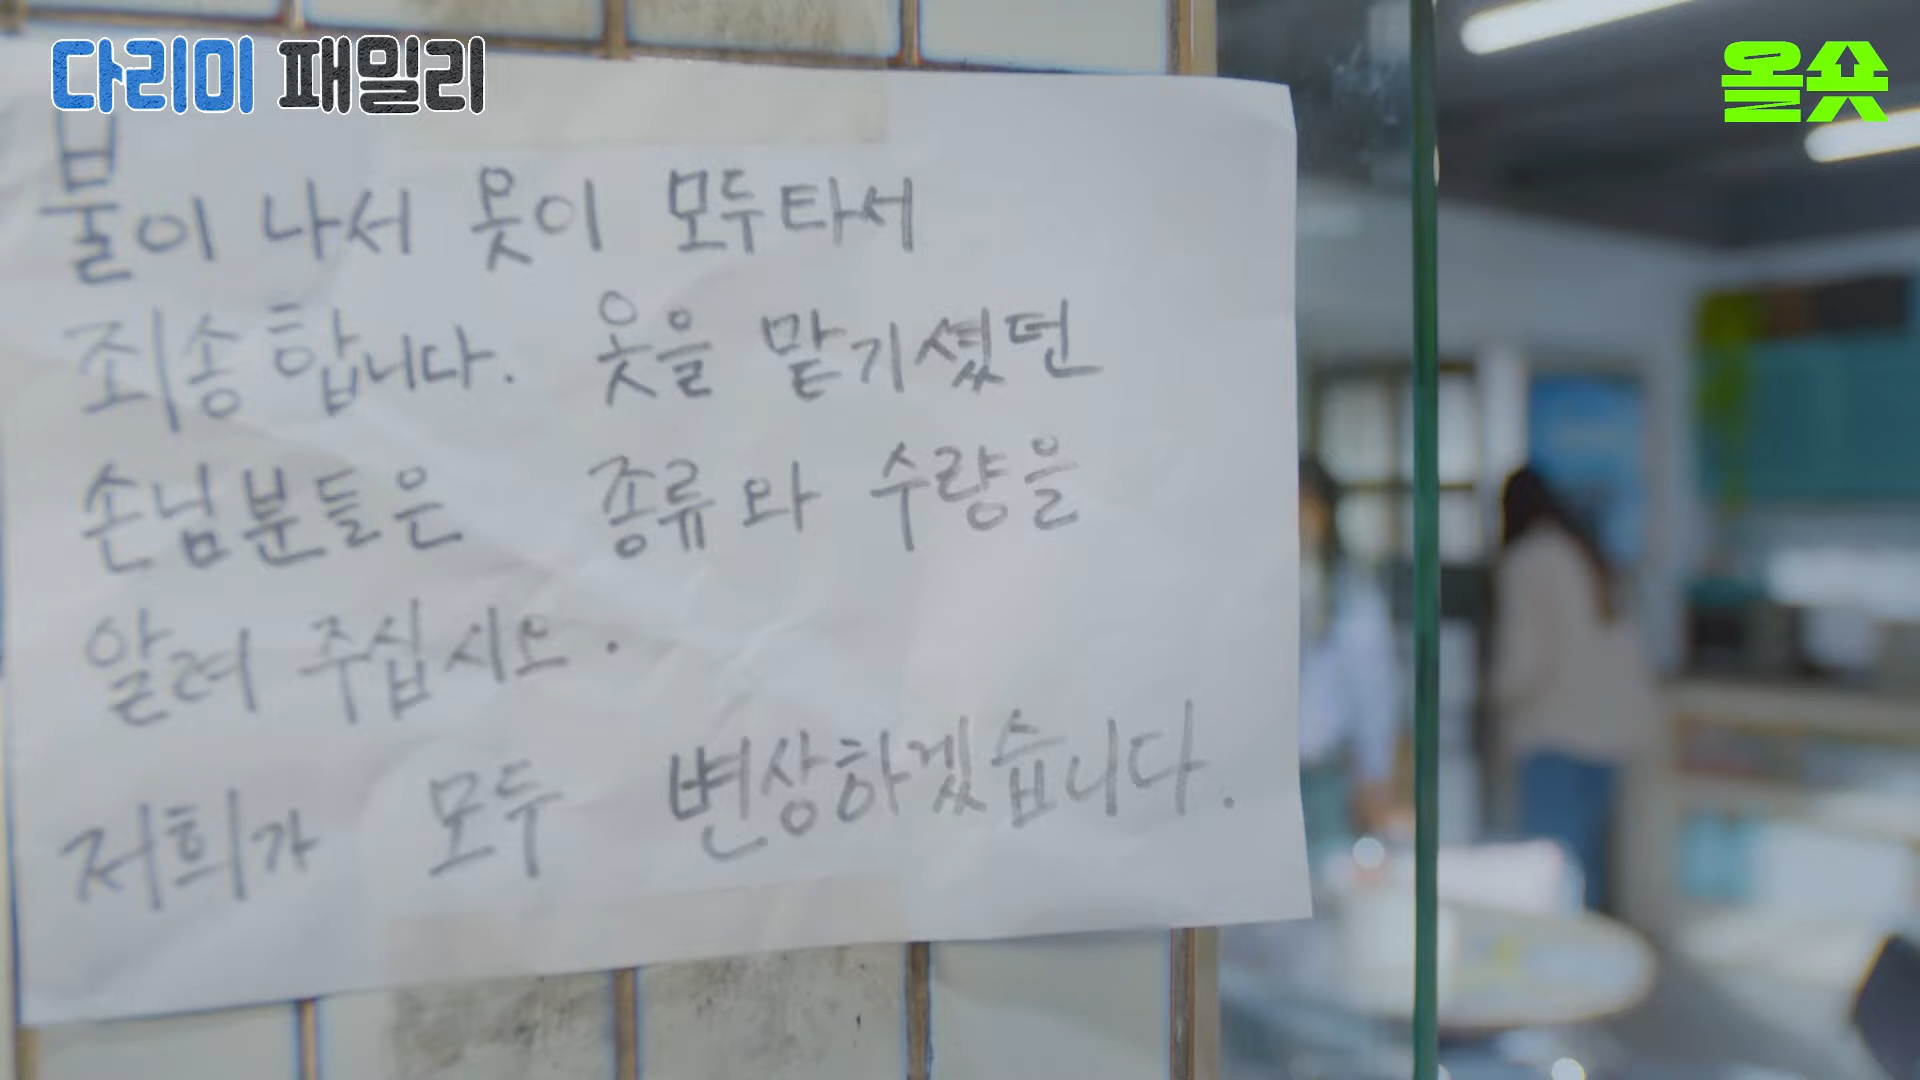 다리미 패밀리
올숏
불이 나서 옷이 모두타서
죄송합니다. 옷을 맡기셨던
손님분들은 종류와 수량을
알려 주십시오.
저희가 모두 변상하겠습니다.